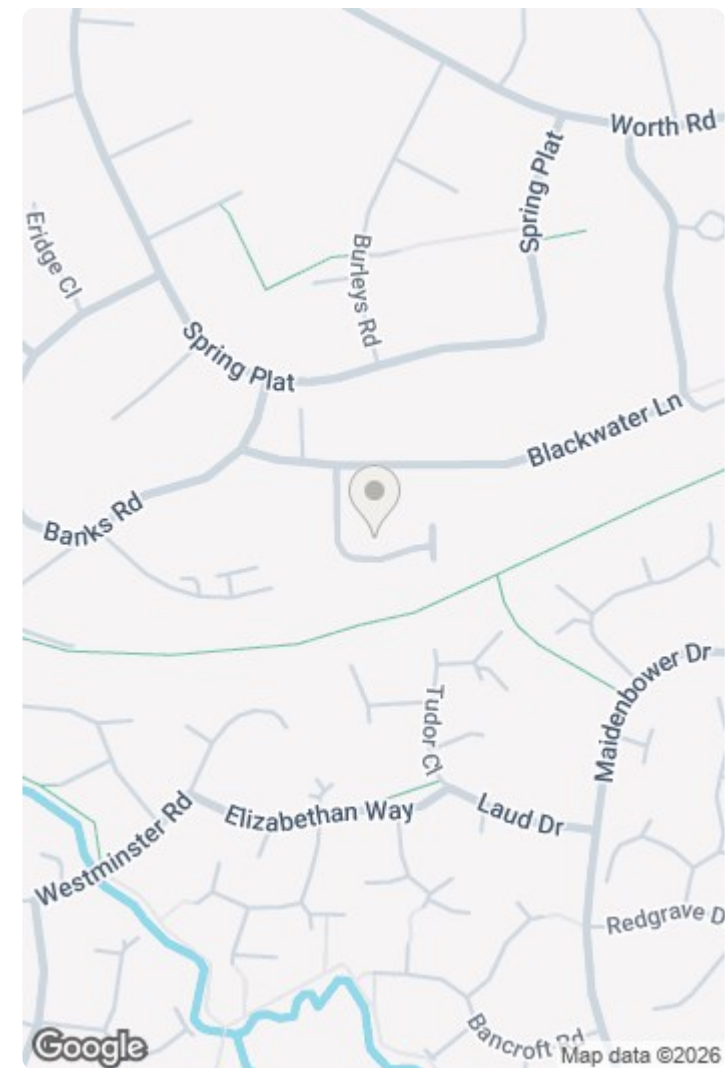 Worth Rd
Spring Plat
Eridge Cl
Burleys Rd
Spring Plat
Blackwater Ln
Banks Rd
Maidenbower Dr
Tudor Cl
Elizabethan Way
Laud Dr
Westminster Rd
Redgrave D
Bancroft Rd
Google
Map data ©2026